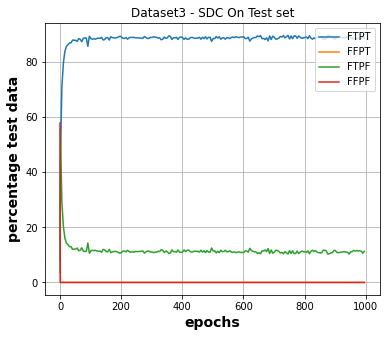 Dataset3 - SDC On Test set
FTPT
FFPT
FTPF
FFPF
percentage test data
80
60
40
20
0
0 200 400 600 800 1000
epochs